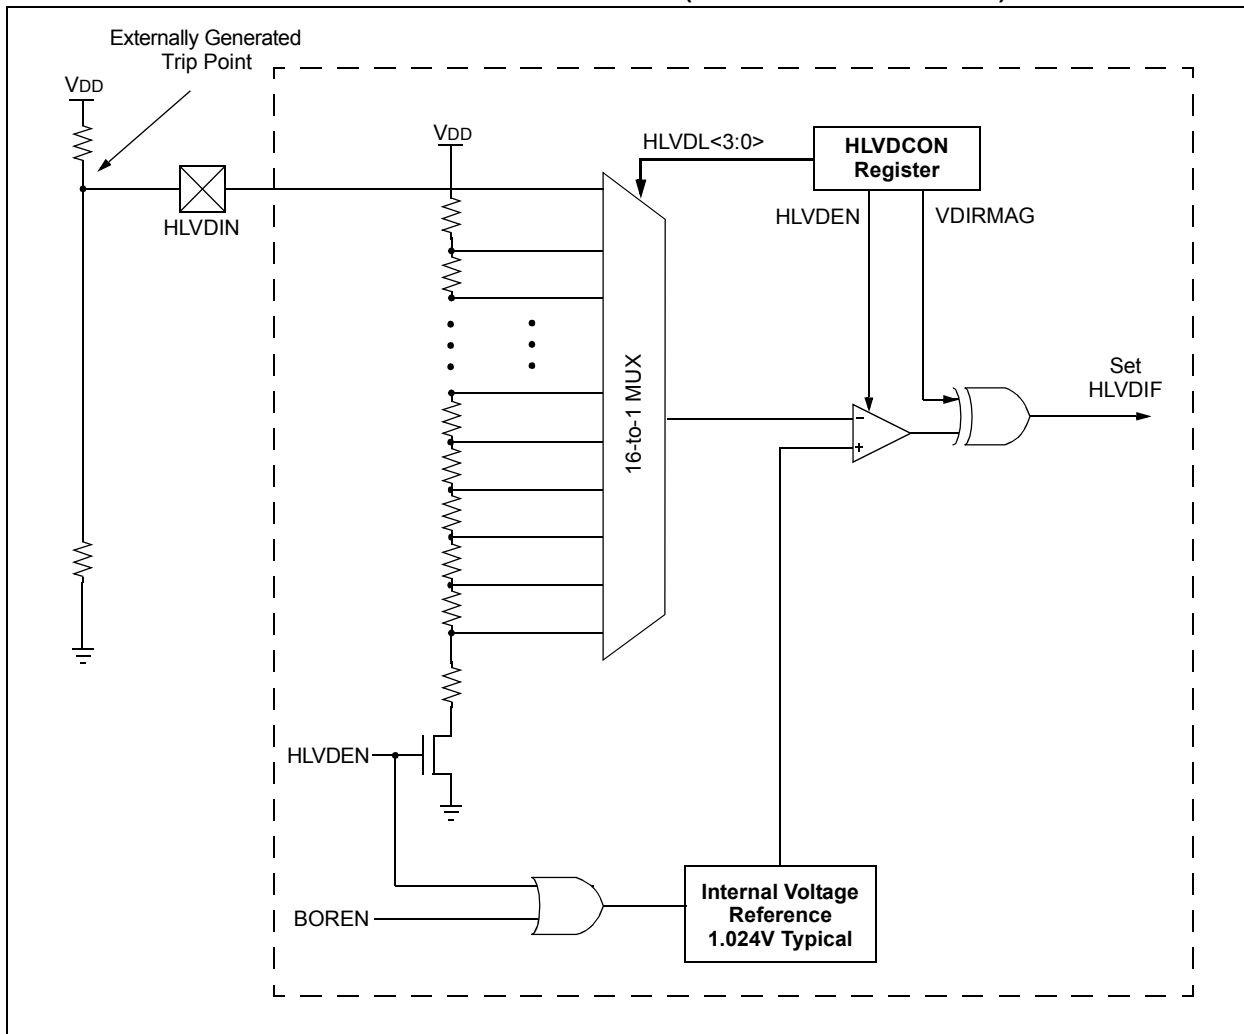 Externally Generated
Trip Point
VDD
VDD
HLVDL<3:0>
HLVDCON
Register
HLVDIN
HLVDEN
VDIRMAG
16-to-1 MUX
Set
HLVDIF
-
+
HLVDEN
BOREN
Internal Voltage
Reference
1.024V Typical